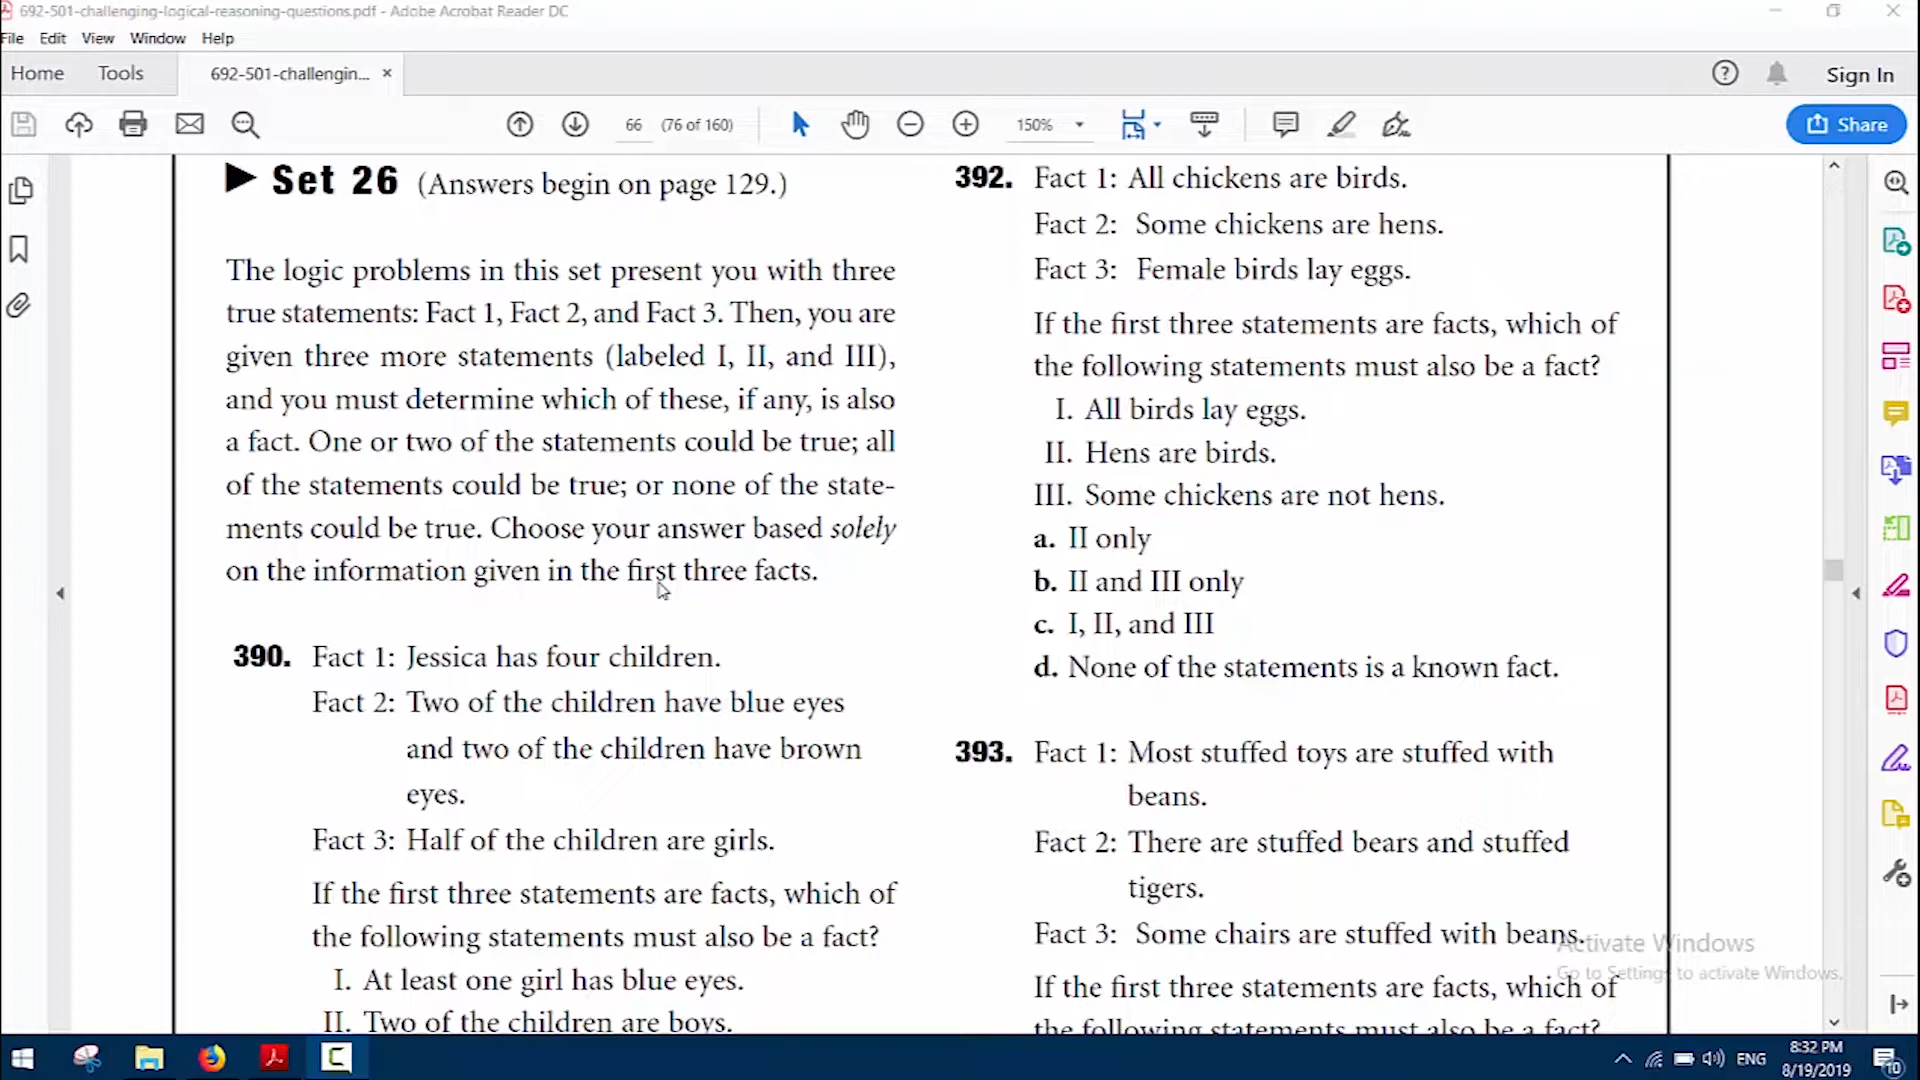 692-501-challenging-logical-reasoning-questions.pdf - Adobe Acrobat Reader DC
File Edit View Window Help
Home Tools 692-501-challengin... × Sign In
66 (76 of 160) 150% Share
Set 26 (Answers begin on page 129.)
The logic problems in this set present you with three
true statements: Fact 1, Fact 2, and Fact 3. Then, you are
given three more statements (labeled I, II, and III),
and you must determine which of these, if any, is also
a fact. One or two of the statements could be true; all
of the statements could be true; or none of the state-
ments could be true. Choose your answer based solely
on the information given in the first three facts.
390. Fact 1: Jessica has four children.
Fact 2: Two of the children have blue eyes
and two of the children have brown
eyes.
Fact 3: Half of the children are girls.
If the first three statements are facts, which of
the following statements must also be a fact?
I. At least one girl has blue eyes.
II. Two of the children are boys.
392. Fact 1: All chickens are birds.
Fact 2: Some chickens are hens.
Fact 3: Female birds lay eggs.
If the first three statements are facts, which of
the following statements must also be a fact?
I. All birds lay eggs.
II. Hens are birds.
III. Some chickens are not hens.
a. II only
b. II and III only
c. I, II, and III
d. None of the statements is a known fact.
393. Fact 1: Most stuffed toys are stuffed with
beans.
Fact 2: There are stuffed bears and stuffed
tigers.
Fact 3: Some chairs are stuffed with beans.
If the first three statements are facts, which of
the following statements must also be a fact?
Activate Windows
Go to Settings to activate Windows.
ENG
8:32 PM
8/19/2019
10